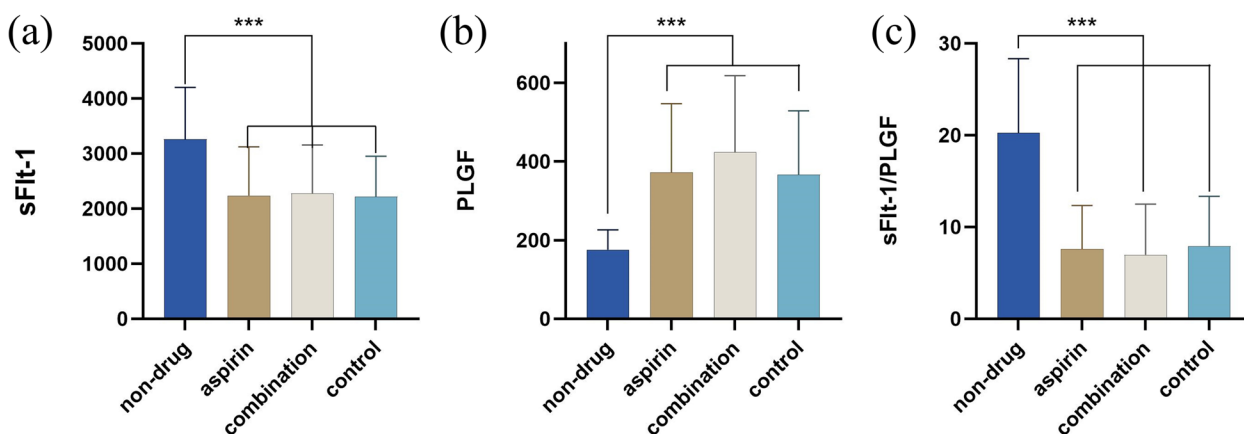 (a)
***
sFlt-1
5000
4000
3000
2000
1000
0
non-drug
aspirin
combination
control
(b)
***
PLGF
600
400
200
0
non-drug
aspirin
combination
control
(c)
***
sFlt-1/PLGF
30
20
10
0
non-drug
aspirin
combination
control